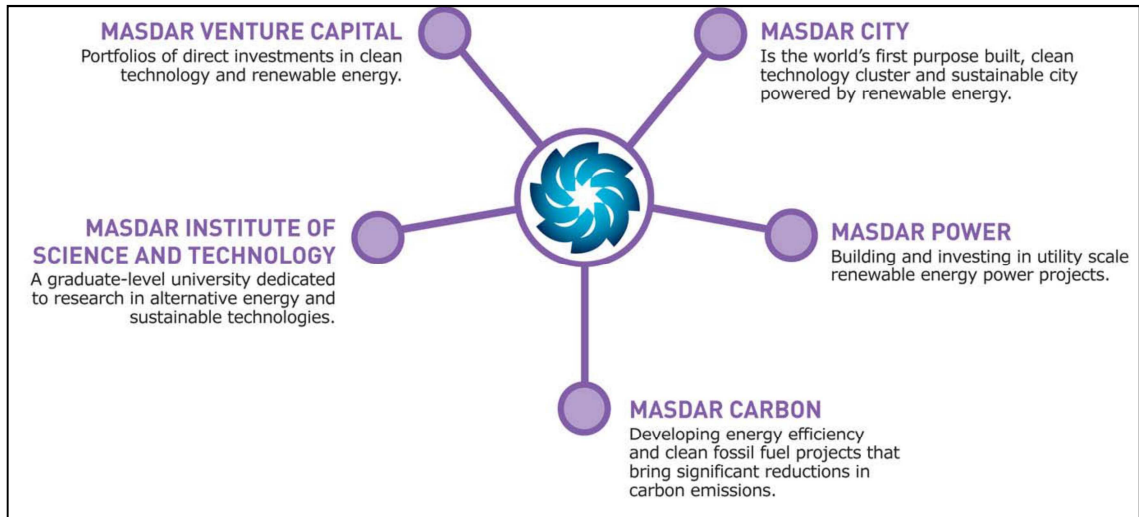 MASDAR VENTURE CAPITAL
Portfolios of direct investments in clean
technology and renewable energy.
MASDAR CITY
Is the world’s first purpose built, clean
technology cluster and sustainable city
powered by renewable energy.
MASDAR INSTITUTE OF
SCIENCE AND TECHNOLOGY
A graduate-level university dedicated
to research in alternative energy and
sustainable technologies.
MASDAR POWER
Building and investing in utility scale
renewable energy power projects.
MASDAR CARBON
Developing energy efficiency
and clean fossil fuel projects that
bring significant reductions in
carbon emissions.